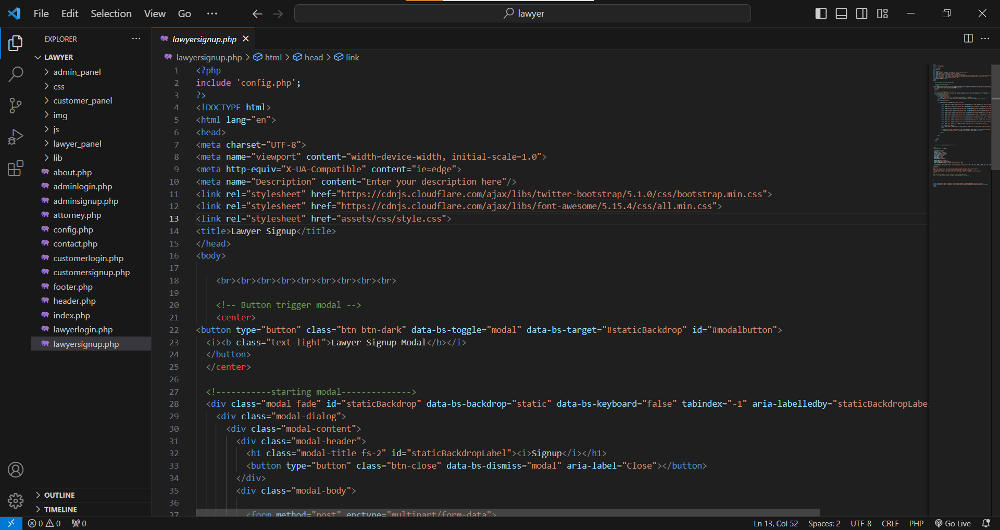 File Edit Selection View Go
lawyer
EXPLORER
LAWYER
admin_panel
css
customer_panel
img
js
lawyer_panel
lib
about.php
adminlogin.php
adminsignup.php
attorney.php
config.php
contact.php
customerlogin.php
customersignup.php
footer.php
header.php
index.php
lawyerlogin.php
lawyersignup.php
OUTLINE
TIMELINE
lawyersignup.php
lawyersignup.php > html > head > link
1 <?php
2 include 'config.php';
3 ?>
4 <!DOCTYPE html>
5 <html lang="en">
6 <head>
7 <meta charset="UTF-8">
8 <meta name="viewport" content="width=device-width, initial-scale=1.0">
9 <meta http-equiv="X-UA-Compatible" content="ie=edge">
10 <meta name="Description" content="Enter your description here"/>
11 <link rel="stylesheet" href="https://cdnjs.cloudflare.com/ajax/libs/twitter-bootstrap/5.1.0/css/bootstrap.min.css">
12 <link rel="stylesheet" href="https://cdnjs.cloudflare.com/ajax/libs/font-awesome/5.15.4/css/all.min.css">
13 <link rel="stylesheet" href="assets/css/style.css">
14 <title>Lawyer Signup</title>
15 </head>
16 <body>
17
18 <br><br><br><br><br><br><br><br><br>
19
20 <!-- Button trigger modal -->
21 <center>
22 <button type="button" class="btn btn-dark" data-bs-toggle="modal" data-bs-target="#staticBackdrop" id="#modalbutton">
23 <i><b class="text-light">Lawyer Signup Modal</b></i>
24 </button>
25 </center>
26
27 <!-----------starting modal-------------->
28 <div class="modal fade" id="staticBackdrop" data-bs-backdrop="static" data-bs-keyboard="false" tabindex="-1" aria-labelledby="staticBackdropLabe
29 <div class="modal-dialog">
30 <div class="modal-content">
31 <div class="modal-header">
32 <h1 class="modal-title fs-2" id="staticBackdropLabel"><i>Signup</i></h1>
33 <button type="button" class="btn-close" data-bs-dismiss="modal" aria-label="Close"></button>
34 </div>
35 <div class="modal-body">
36
37 <form method="post" enctype="multipart/form-data">
0 0 0
Ln 13, Col 52 Spaces: 2 UTF-8 CRLF PHP Go Live